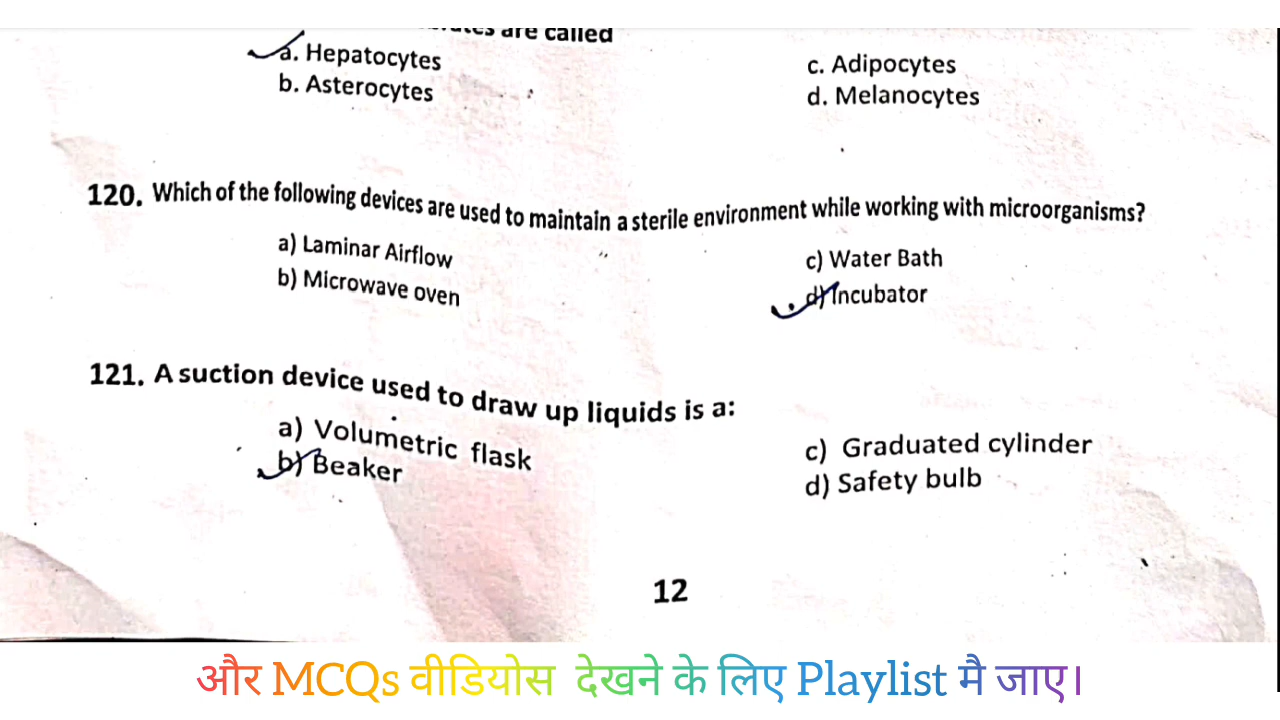 are called
a. Hepatocytes
b. Asterocytes
c. Adipocytes
d. Melanocytes
120. Which of the following devices are used to maintain a sterile environment while working with microorganisms?
a) Laminar Airflow
b) Microwave oven
c) Water Bath
d) Incubator
121. A suction device used to draw up liquids is a:
a) Volumetric flask
b) Beaker
c) Graduated cylinder
d) Safety bulb
12
और MCQs वीडियोस देखने के लिए Playlist मै जाए।